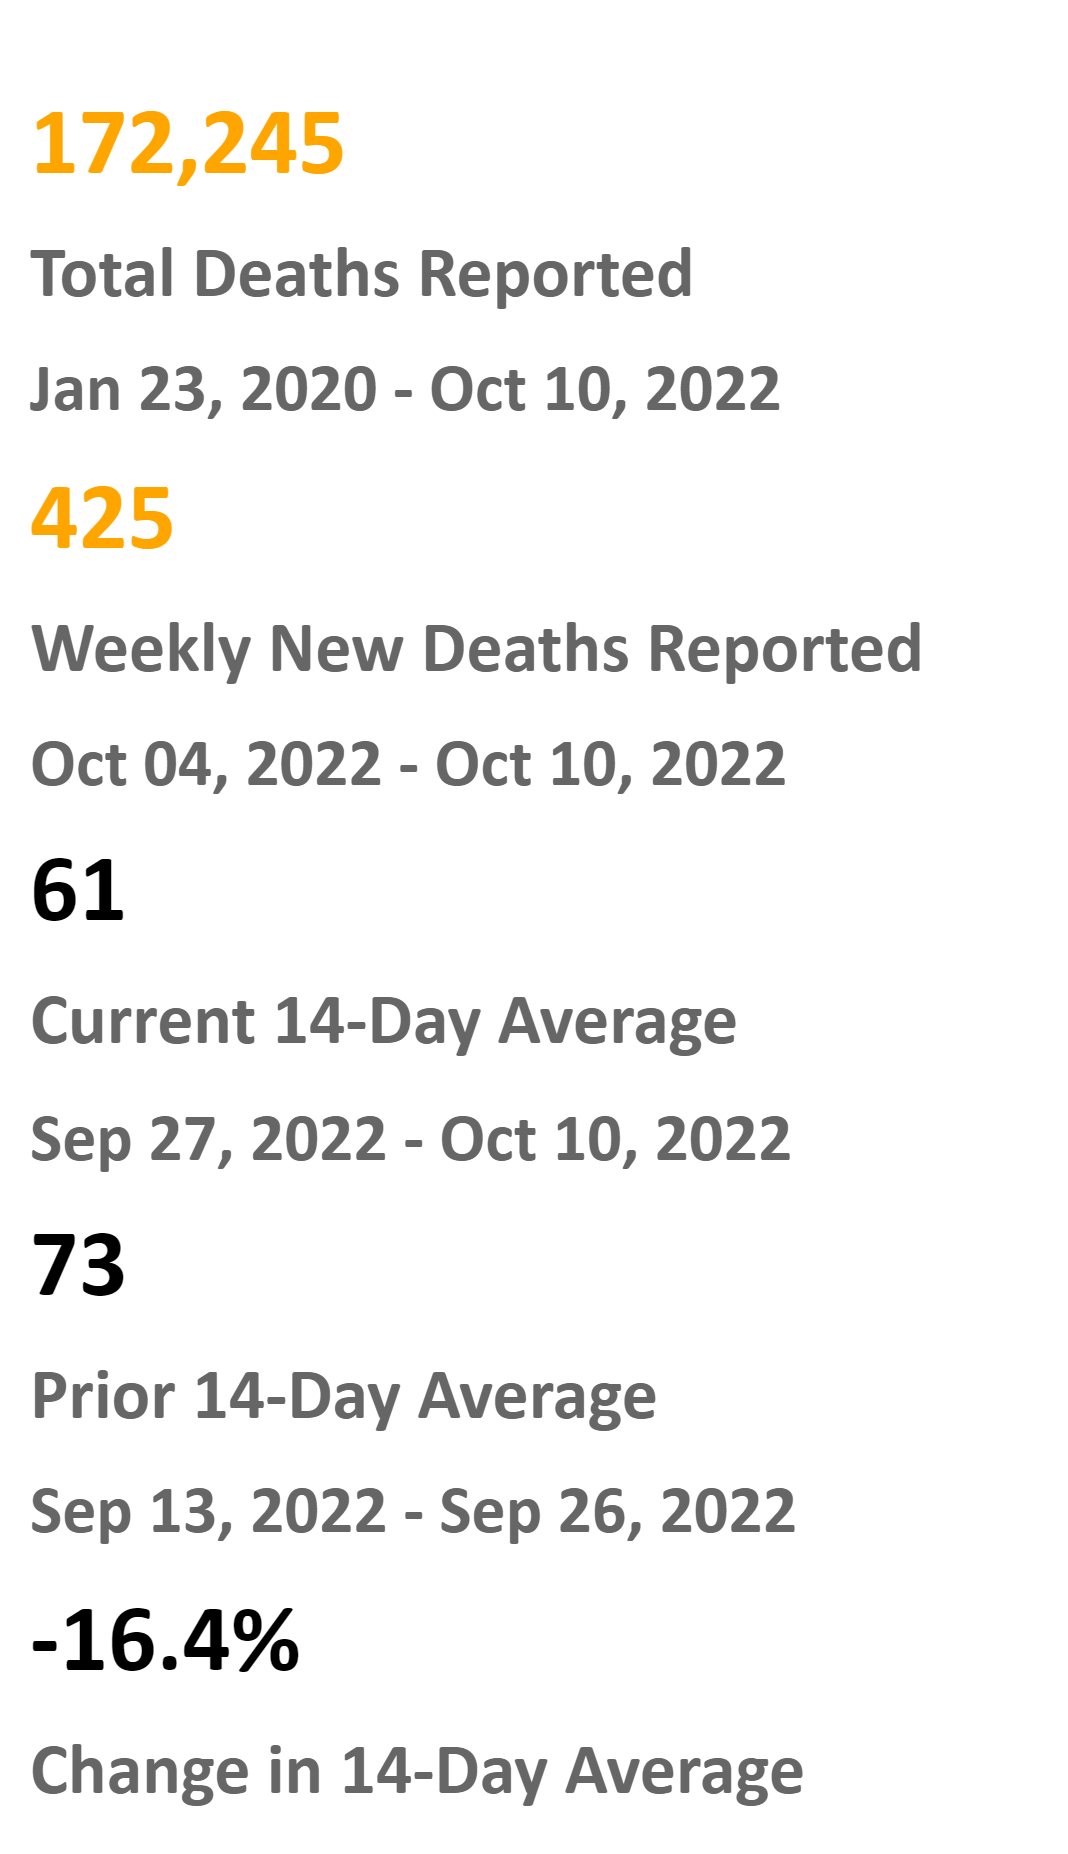 172,245
Total Deaths Reported
Jan 23, 2020 - Oct 10, 2022
425
Weekly New Deaths Reported
Oct 04, 2022 - Oct 10, 2022
61
Current 14-Day Average
Sep 27, 2022 - Oct 10, 2022
73
Prior 14-Day Average
Sep 13, 2022 - Sep 26, 2022
-16.4%
Change in 14-Day Average